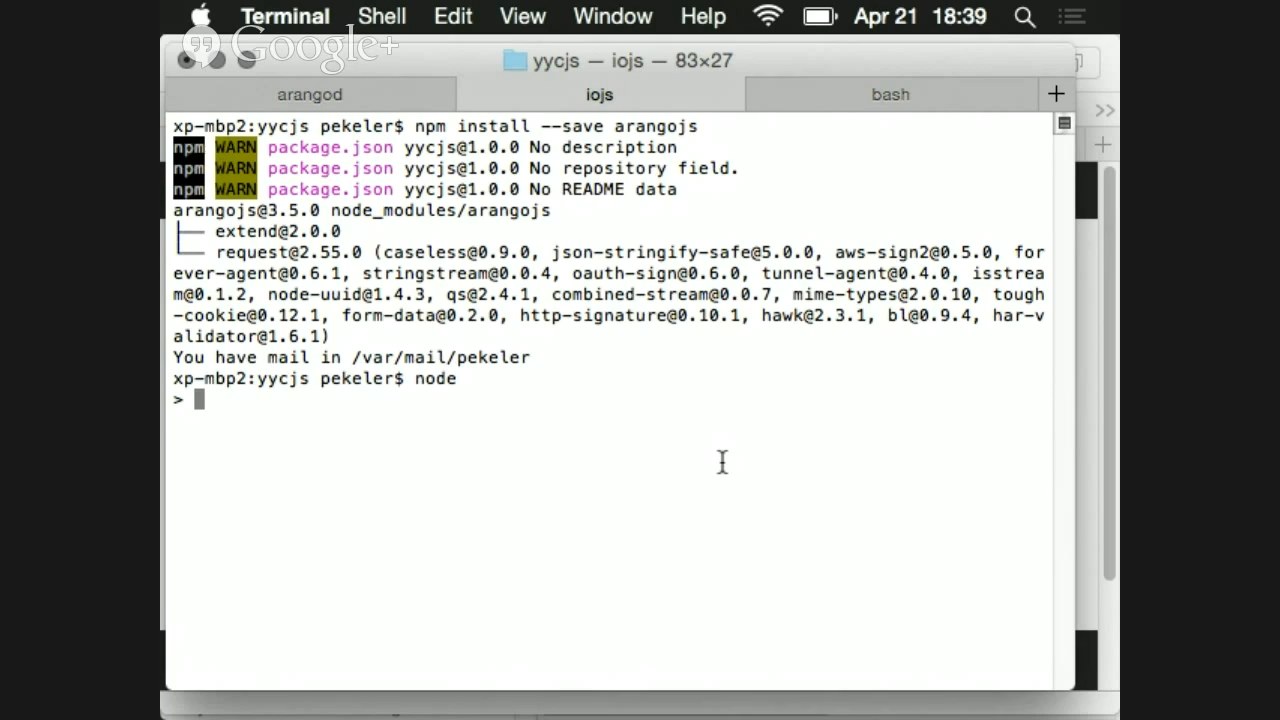 Terminal Shell Edit View Window Help Apr 21 18:39
Google+
yycjs — iojs — 83×27
arangod iojs bash +
xp-mbp2:yycjs pekeler$ npm install --save arangojs
npm WARN package.json yycjs@1.0.0 No description
npm WARN package.json yycjs@1.0.0 No repository field.
npm WARN package.json yycjs@1.0.0 No README data
arangojs@3.5.0 node_modules/arangojs
├── extend@2.0.0
└── request@2.55.0 (caseless@0.9.0, json-stringify-safe@5.0.0, aws-sign2@0.5.0, for
ever-agent@0.6.1, stringstream@0.0.4, oauth-sign@0.6.0, tunnel-agent@0.4.0, isstrea
m@0.1.2, node-uuid@1.4.3, qs@2.4.1, combined-stream@0.0.7, mime-types@2.0.10, tough
-cookie@0.12.1, form-data@0.2.0, http-signature@0.10.1, hawk@2.3.1, bl@0.9.4, har-v
alidator@1.6.1)
You have mail in /var/mail/pekeler
xp-mbp2:yycjs pekeler$ node
>